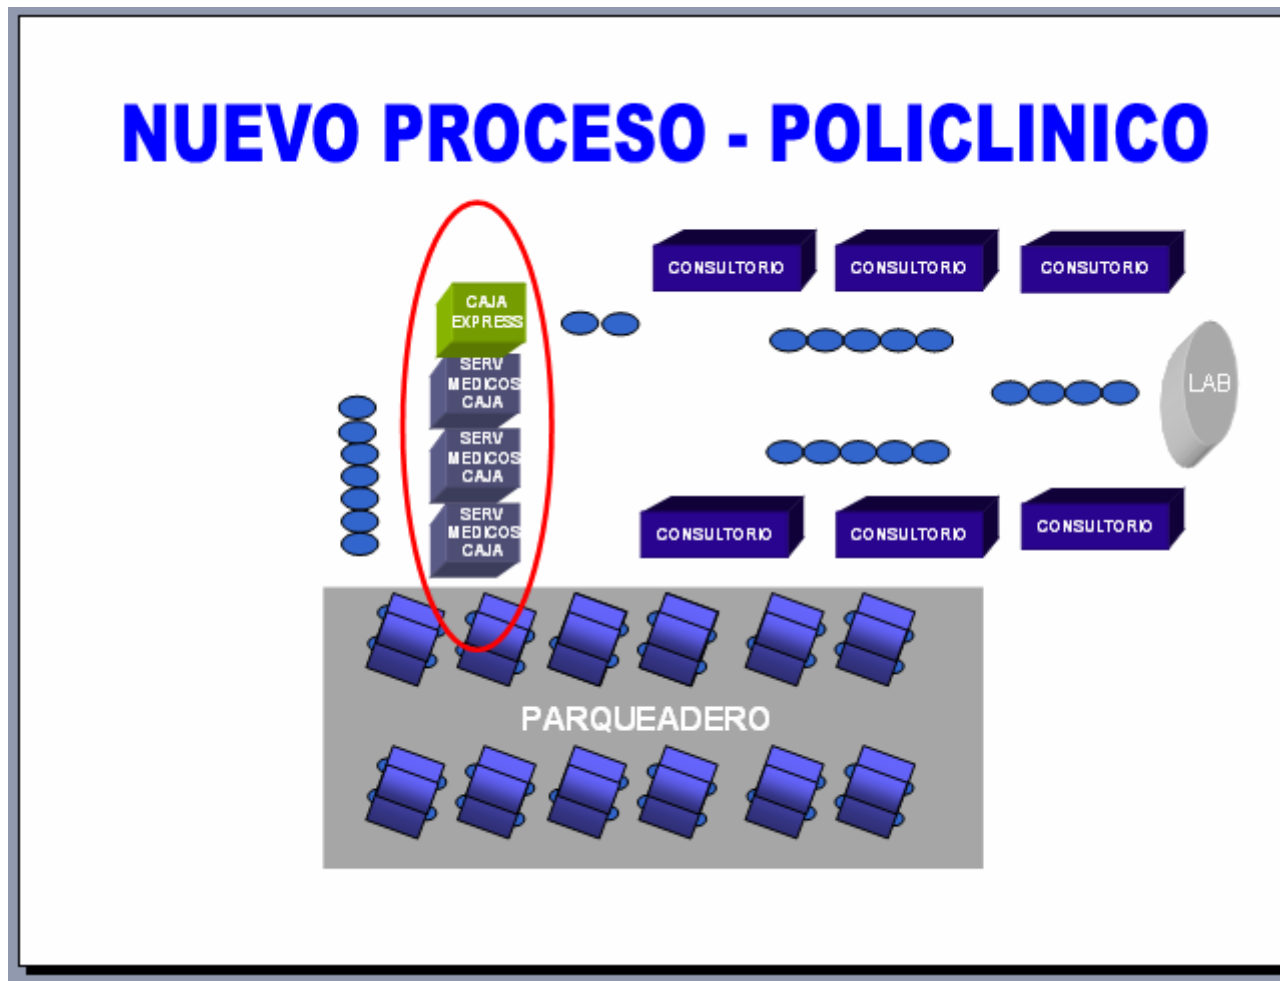 NUEVO PROCESO - POLICLINICO
CONSULTORIO
CONSULTORIO
CONSUTORIO
CAJA
EXPRESS
SERV
MEDICOS
CAJA
SERV
MEDICOS
CAJA
SERV
MEDICOS
CAJA
LAB
CONSULTORIO
CONSULTORIO
CONSULTORIO
PARQUEADERO